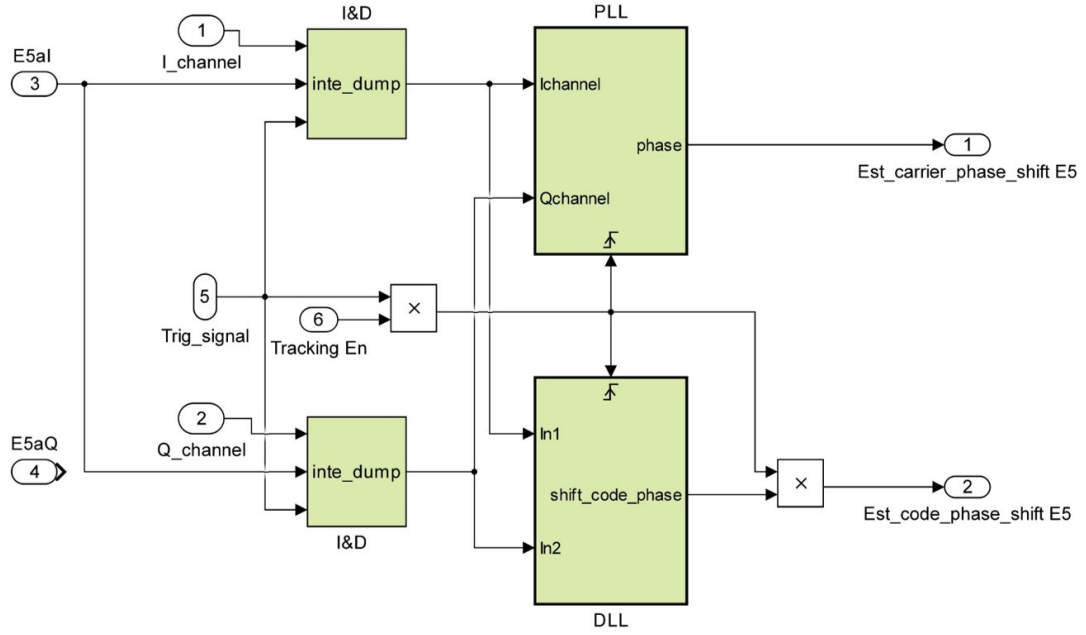 I&D
PLL
1
I_channel
E5aI
3
inte_dump
Ichannel
phase
1
Est_carrier_phase_shift E5
Qchannel
5
Trig_signal
6
Tracking En
×
2
Q_channel
E5aQ
4
inte_dump
I&D
In1
shift_code_phase
In2
DLL
×
2
Est_code_phase_shift E5